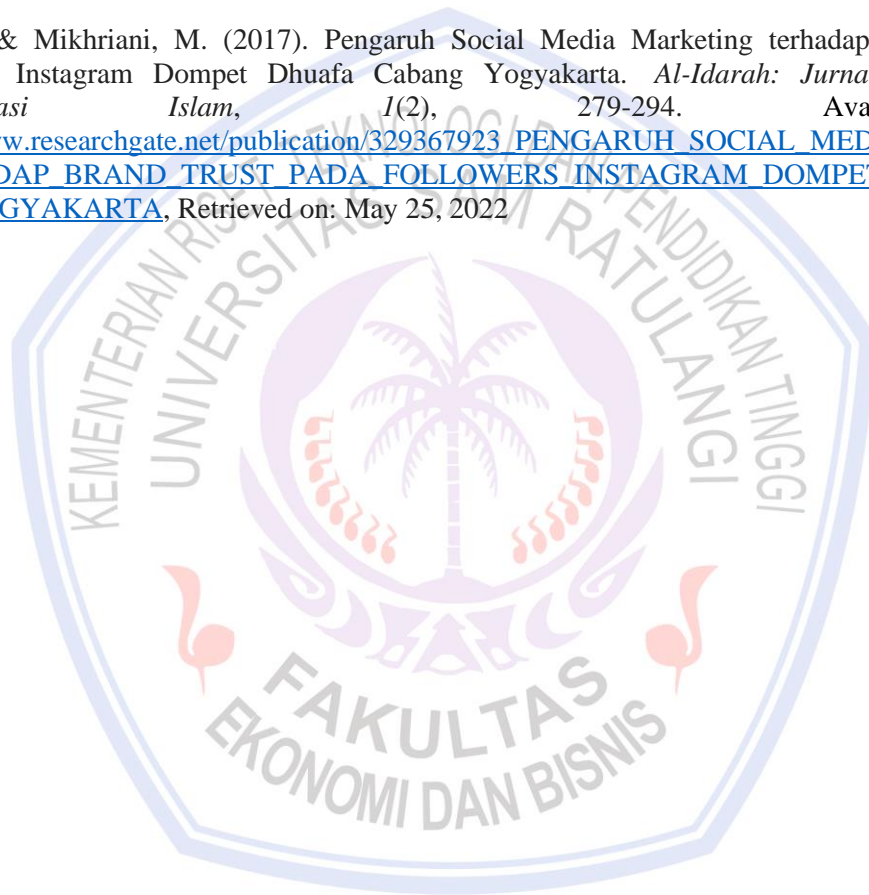 & Mikhriani, M. (2017). Pengaruh Social Media Marketing terhadap
Instagram Dompet Dhuafa Cabang Yogyakarta. Al-Idarah: Jurna
asi Islam, 1(2), 279-294. Ava
ww.researchgate.net/publication/329367923_PENGARUH_SOCIAL_MED
DAP_BRAND_TRUST_PADA_FOLLOWERS_INSTAGRAM_DOMPET
GYAKARTA, Retrieved on: May 25, 2022
KEMENTERIAN RISET TEKNOLOGI DAN PENDIDIKAN TINGGI
UNIVERSITAS SAM RATULANGI
FAKULTAS
EKONOMI DAN BISNIS